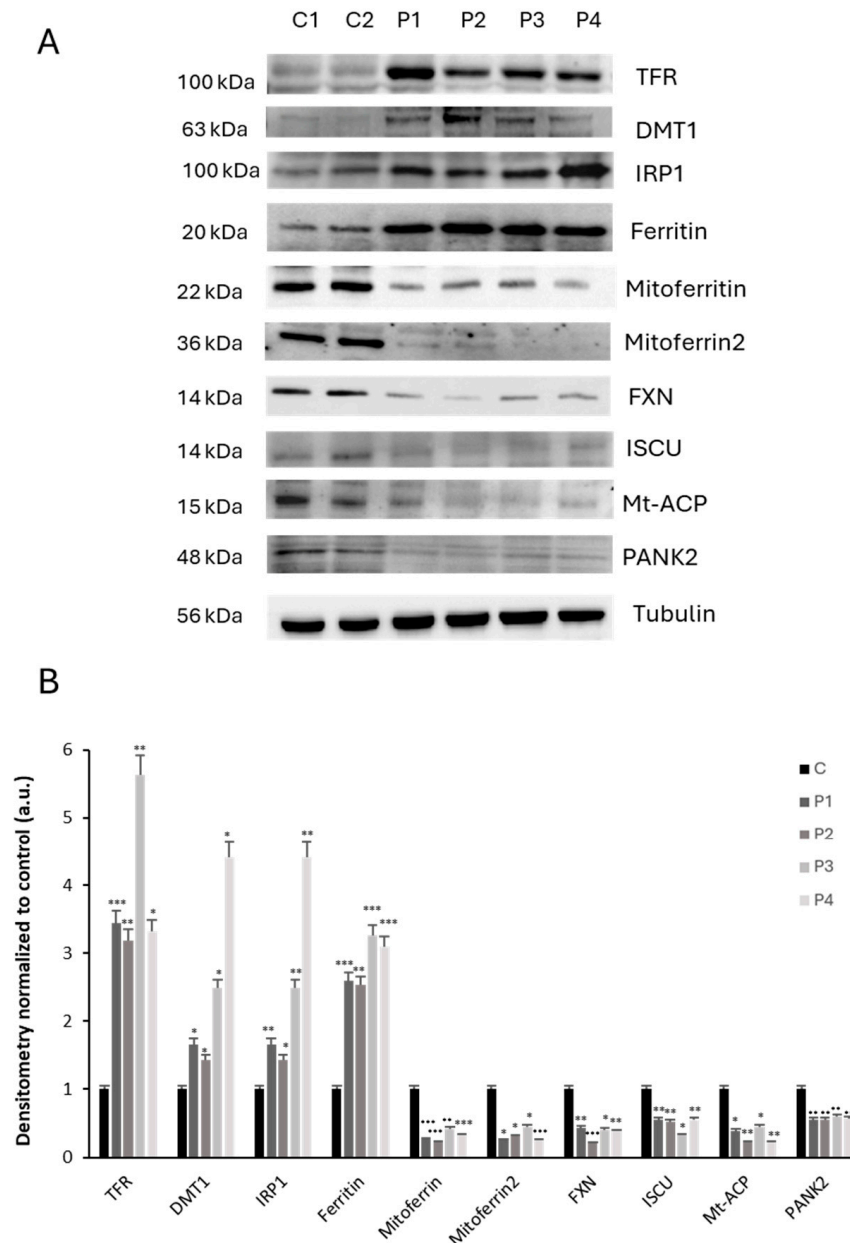 A
C1 C2 P1 P2 P3 P4
100 kDa TFR
63 kDa DMT1
100 kDa IRP1
20 kDa Ferritin
22 kDa Mitoferritin
36 kDa Mitoferrin2
14 kDa FXN
14 kDa ISCU
15 kDa Mt-ACP
48 kDa PANK2
56 kDa Tubulin
B
Densitometry normalized to control (a.u.)
6
5
4
3
2
1
0
*** ** ** *
* * * *
** * ** **
*** ** *** ***
*** *** ** ***
* * * ***
** *** * **
** ** * **
* ** * **
** ** **
TFR DMT1 IRP1 Ferritin Mitoferrin Mitoferrin2 FXN ISCU Mt-ACP PANK2
C
P1
P2
P3
P4